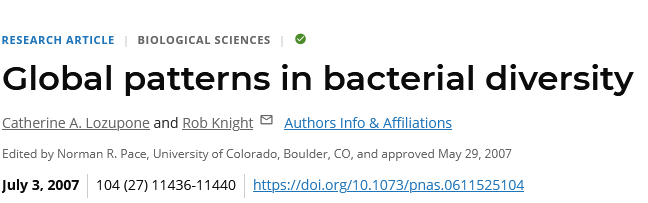 RESEARCH ARTICLE | BIOLOGICAL SCIENCES |
Global patterns in bacterial diversity
Catherine A. Lozupone and Rob Knight Authors Info & Affiliations
Edited by Norman R. Pace, University of Colorado, Boulder, CO, and approved May 29, 2007
July 3, 2007 | 104 (27) 11436-11440 | https://doi.org/10.1073/pnas.0611525104